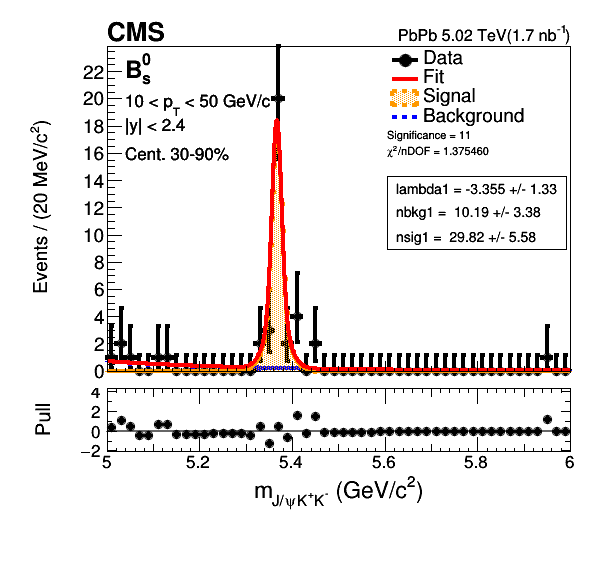 CMS
PbPb 5.02 TeV(1.7 nb⁻¹)
B⁰ₛ
10 < p_T < 50 GeV/c
|y| < 2.4
Cent. 30-90%
Data
Fit
Signal
Background
Significance = 11
χ²/nDOF = 1.375460
lambda1 = -3.355 +/- 1.33
nbkg1 = 10.19 +/- 3.38
nsig1 = 29.82 +/- 5.58
Events / (20 MeV/c²)
22
20
18
16
14
12
10
8
6
4
2
0
Pull
4
2
0
−2
5 5.2 5.4 5.6 5.8 6
m_{J/ψK⁺K⁻} (GeV/c²)